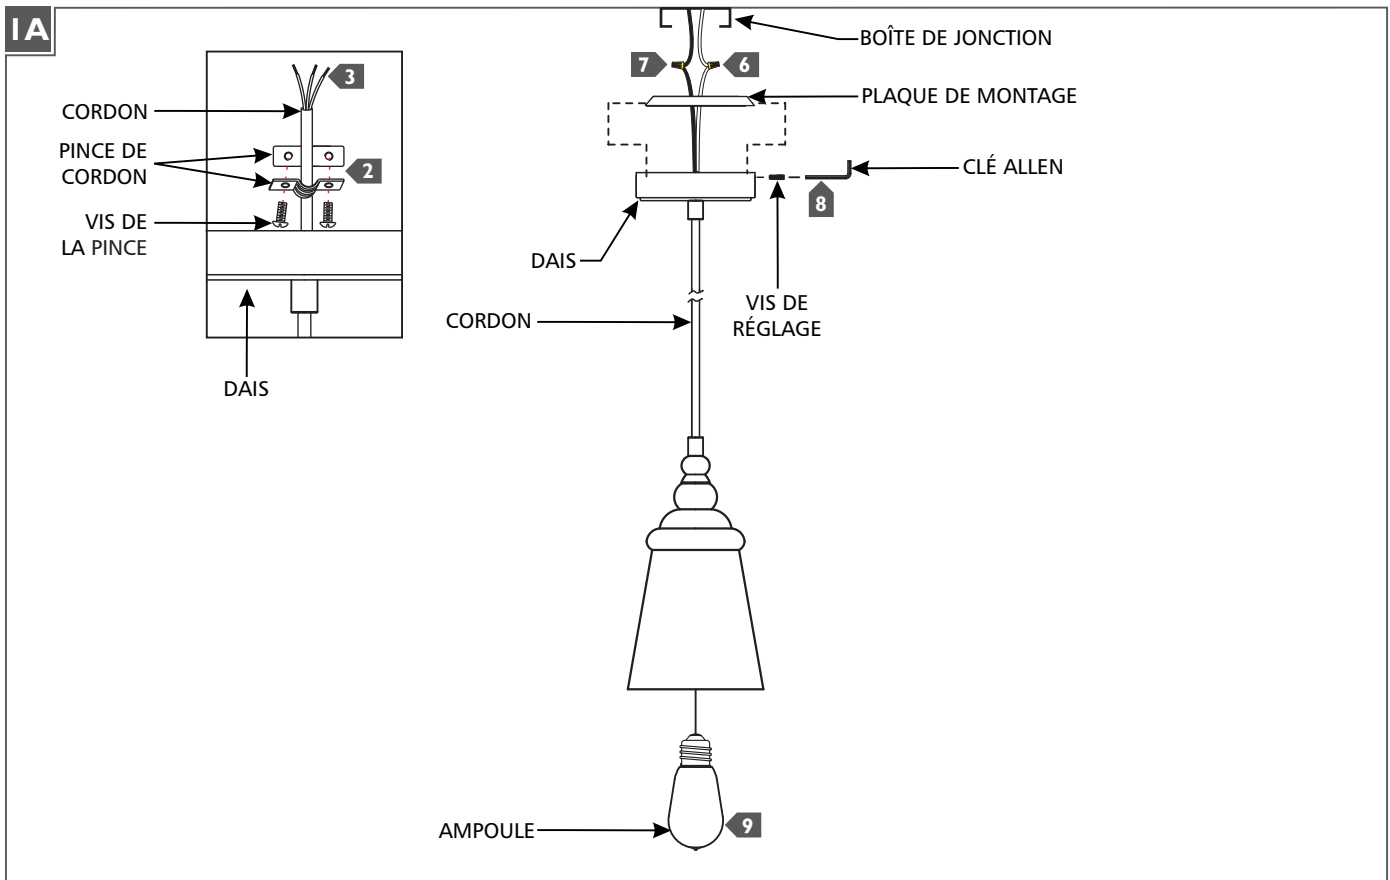 1A
3
CORDON
PINCE DE
CORDON
2
VIS DE
LA PINCE
DAIS
BOÎTE DE JONCTION
7
6
PLAQUE DE MONTAGE
CLÉ ALLEN
8
DAIS
VIS DE
RÉGLAGE
CORDON
AMPOULE
9